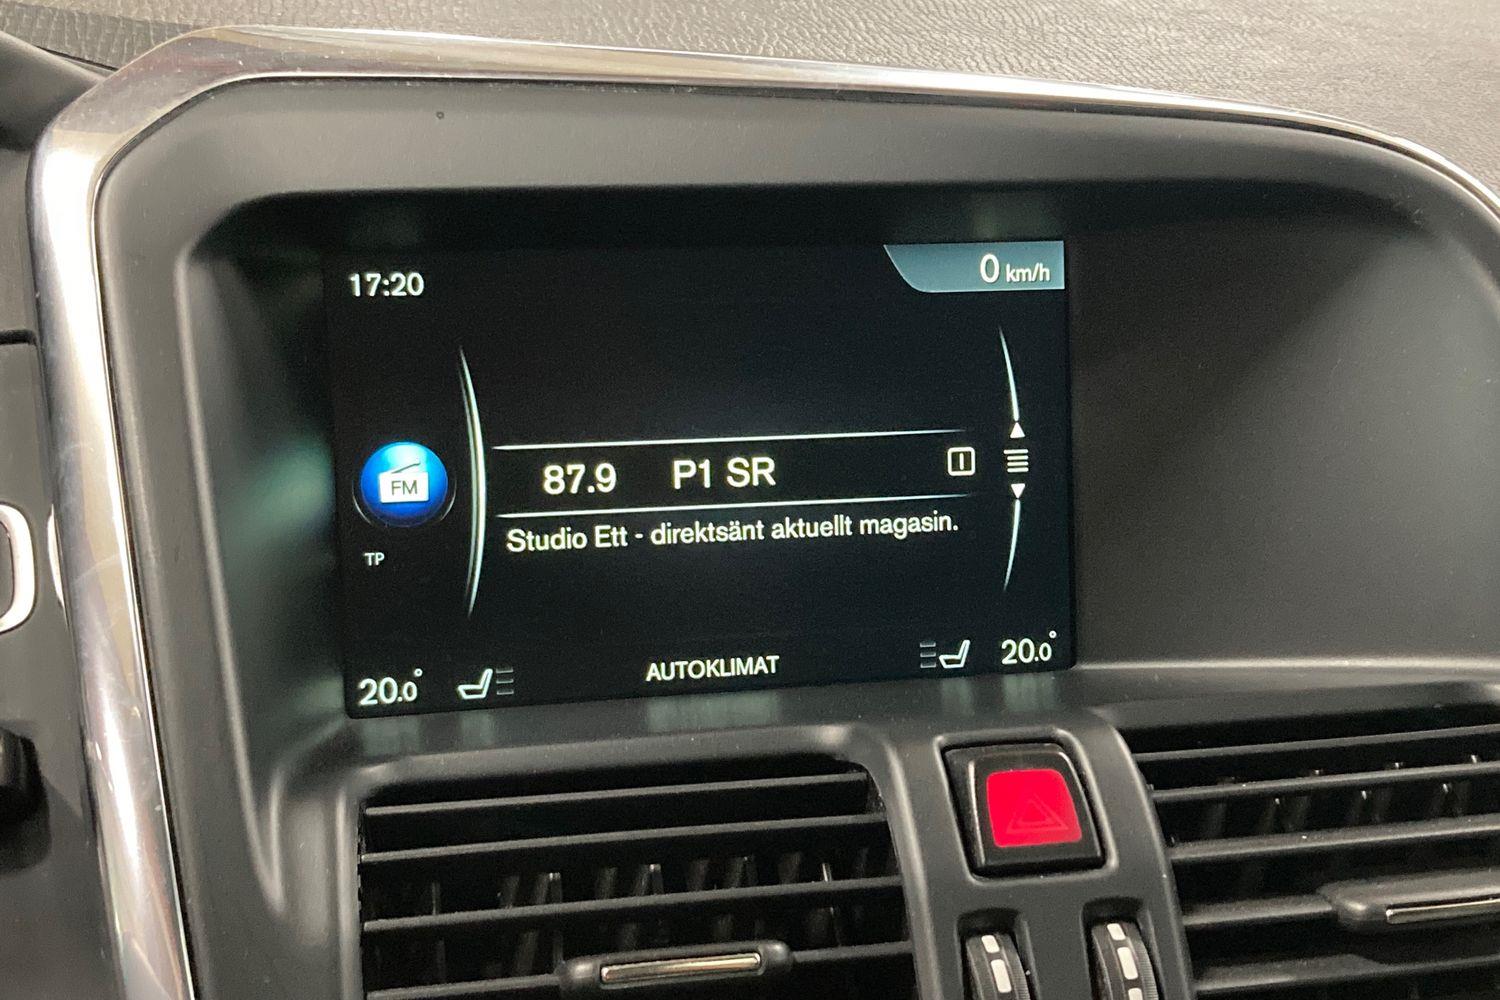 17:20
0 km/h
FM
87.9 P1 SR
TP
Studio Ett - direktsänt aktuellt magasin.
20.0° AUTOKLIMAT 20.0°